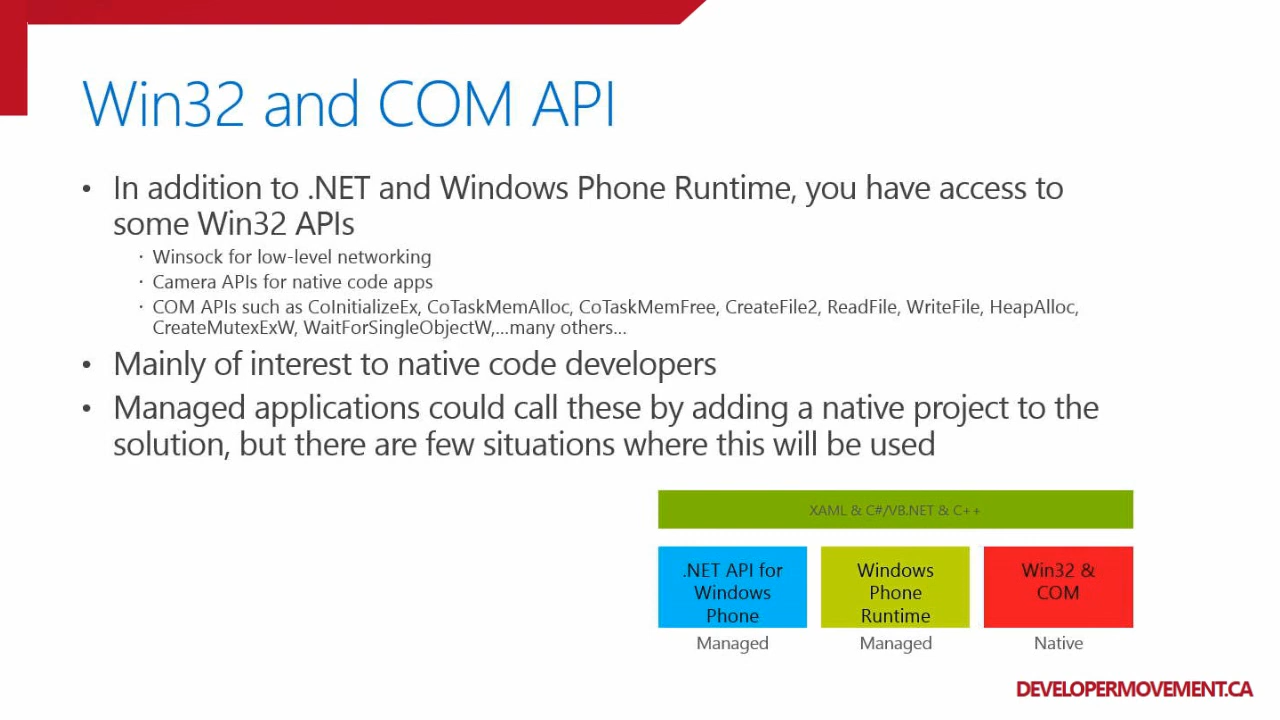 Win32 and COM API
• In addition to .NET and Windows Phone Runtime, you have access to
some Win32 APIs
· Winsock for low-level networking
· Camera APIs for native code apps
· COM APIs such as CoInitializeEx, CoTaskMemAlloc, CoTaskMemFree, CreateFile2, ReadFile, WriteFile, HeapAlloc,
CreateMutexExW, WaitForSingleObjectW,...many others...
• Mainly of interest to native code developers
• Managed applications could call these by adding a native project to the
solution, but there are few situations where this will be used
XAML & C#/VB.NET & C++
.NET API for
Windows
Phone
Managed
Windows
Phone
Runtime
Managed
Win32 &
COM
Native
DEVELOPERMOVEMENT.CA